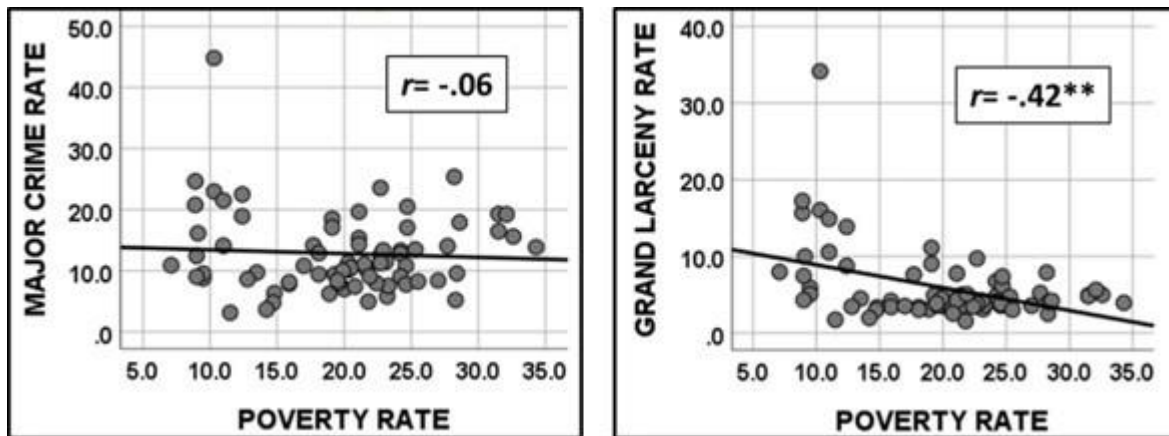 MAJOR CRIME RATE
50.0
40.0
30.0
20.0
10.0
.0
r= -.06
5.0 10.0 15.0 20.0 25.0 30.0 35.0
POVERTY RATE
GRAND LARCENY RATE
40.0
30.0
20.0
10.0
.0
r= -.42**
5.0 10.0 15.0 20.0 25.0 30.0 35.0
POVERTY RATE